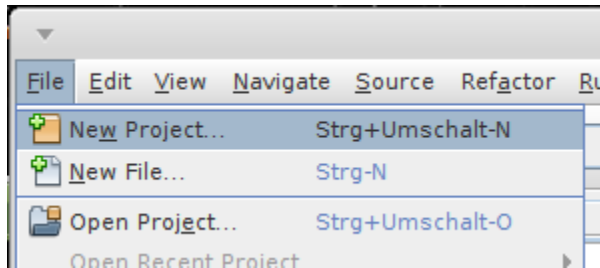 File Edit View Navigate Source Refactor Ru
New Project... Strg+Umschalt-N
New File... Strg-N
Open Project... Strg+Umschalt-O
Open Recent Project